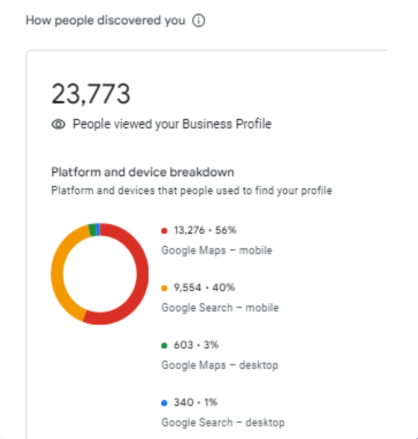 How people discovered you
23,773
People viewed your Business Profile
Platform and device breakdown
Platform and devices that people used to find your profile
13,276 • 56%
Google Maps – mobile
9,554 • 40%
Google Search – mobile
603 • 3%
Google Maps – desktop
340 • 1%
Google Search – desktop